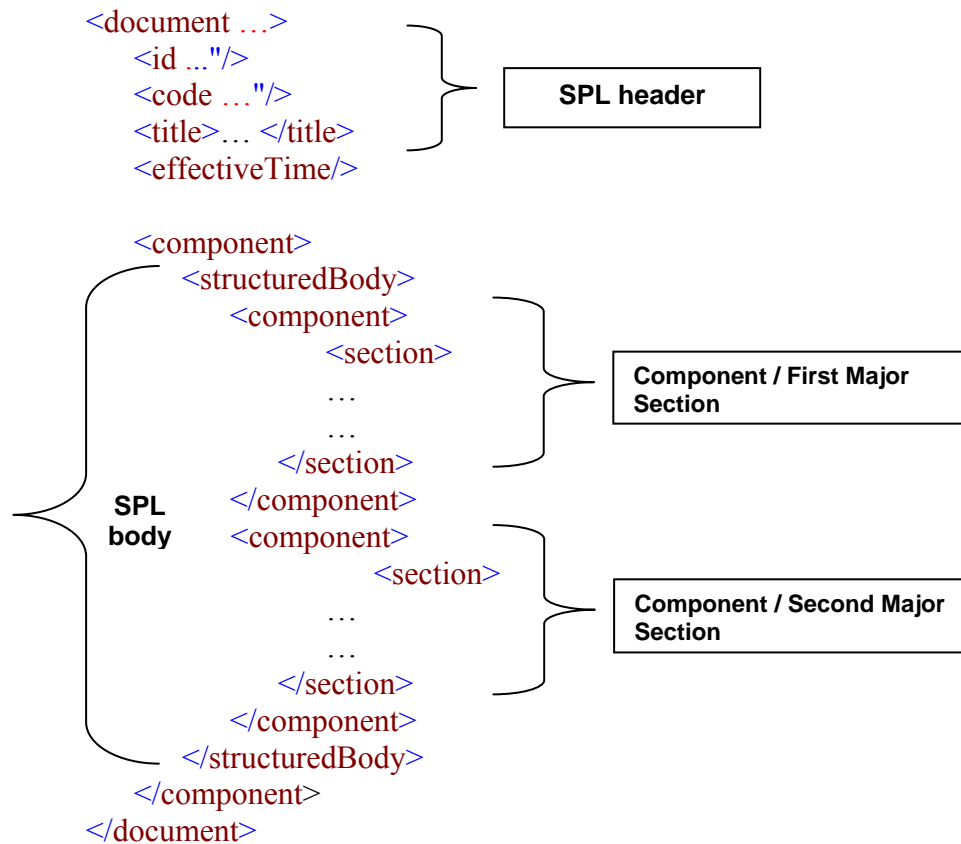 <document …>
<id ..."/>
<code …"/>
<title>… </title>
<effectiveTime/>
SPL header
<component>
<structuredBody>
<component>
<section>
…
…
</section>
</component>
Component / First Major
Section
SPL
body
<component>
<section>
…
…
</section>
</component>
Component / Second Major
Section
</structuredBody>
</component>
</document>